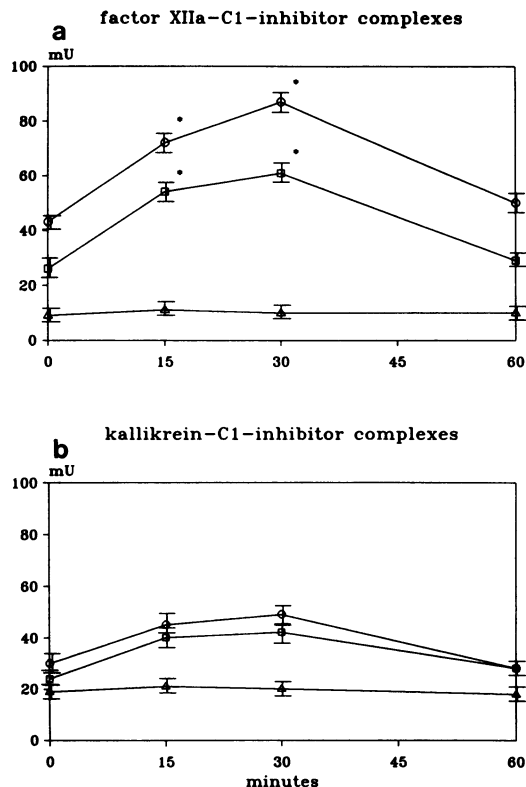 factor XIIa-C1-inhibitor complexes
a
mU
100
80
60
40
20
0
0 15 30 45 60
* * * *
kallikrein-C1-inhibitor complexes
b
mU
100
80
60
40
20
0
0 15 30 45 60
minutes